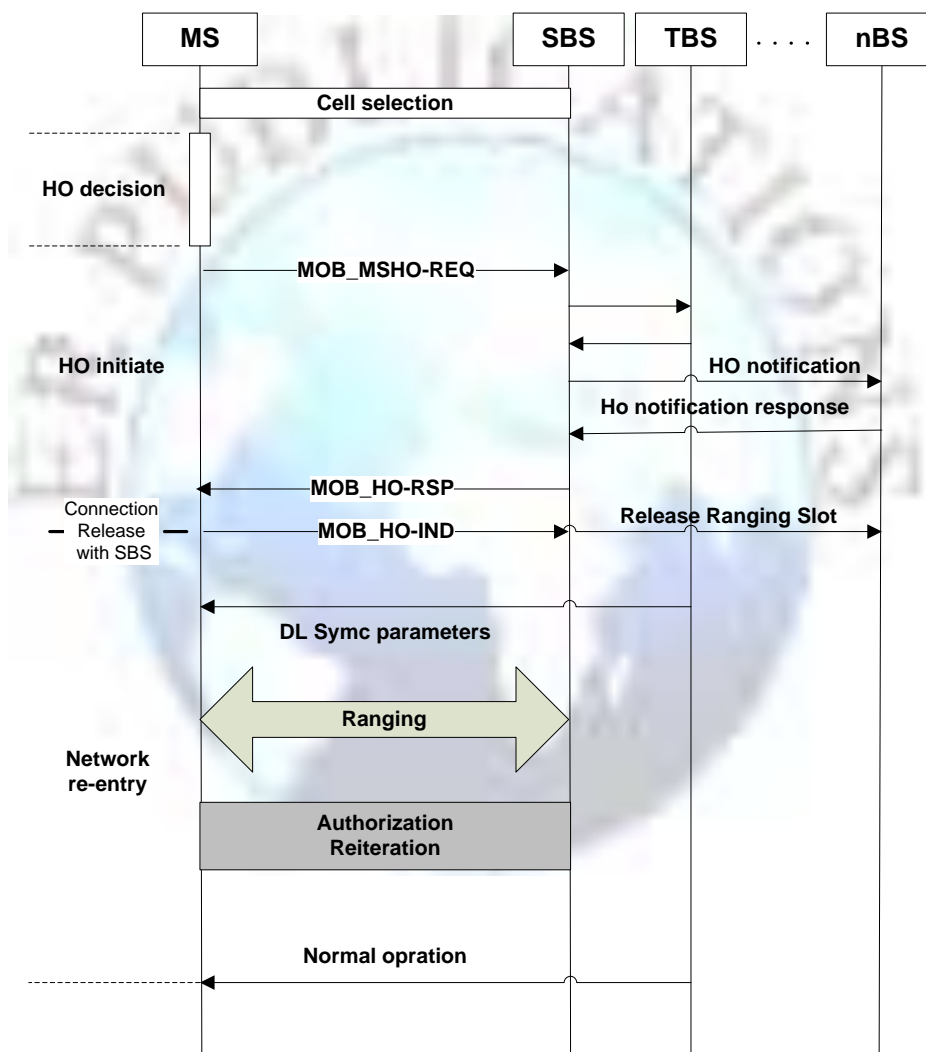 MS
SBS
TBS
. . . .
nBS
Cell selection
HO decision
MOB_MSHO-REQ
HO initiate
HO notification
Ho notification response
MOB_HO-RSP
Connection
Release
with SBS
MOB_HO-IND
Release Ranging Slot
DL Symc parameters
Ranging
Network
re-entry
Authorization
Reiteration
Normal opration